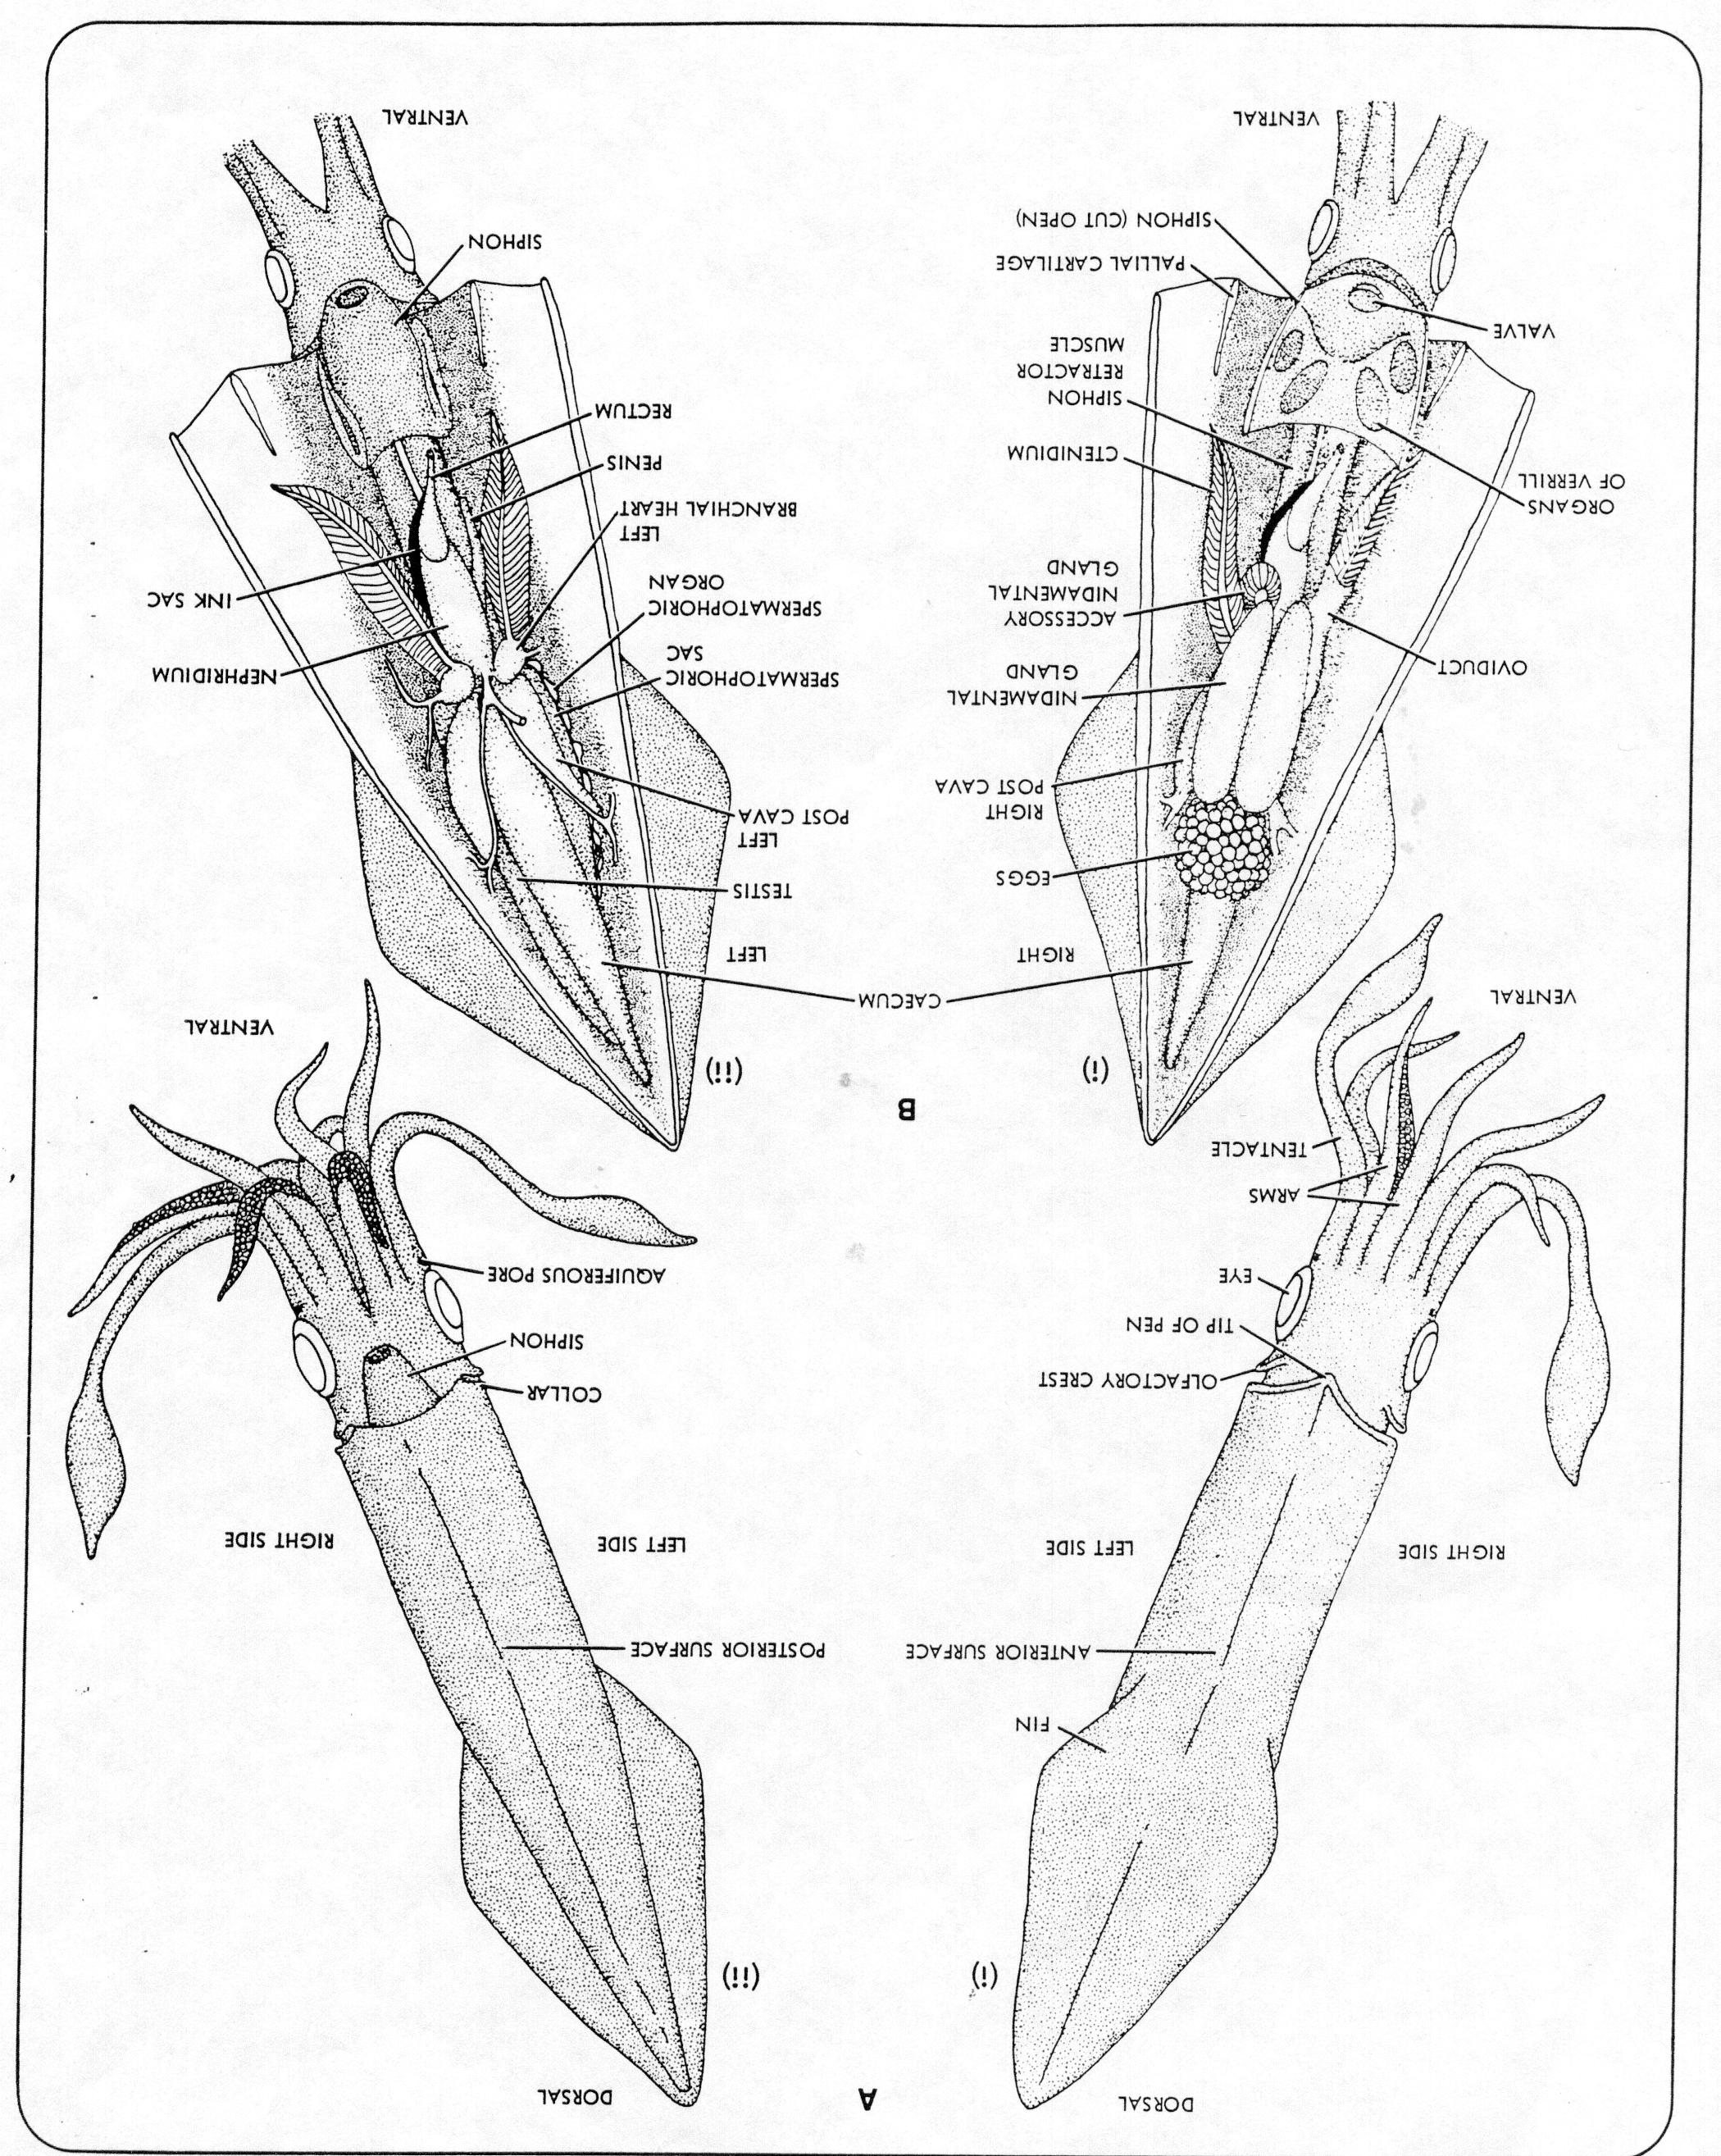 DORSAL
A
DORSAL
(i)
(ii)
FIN
ANTERIOR SURFACE
POSTERIOR SURFACE
RIGHT SIDE
LEFT SIDE
LEFT SIDE
RIGHT SIDE
OLFACTORY CREST
TIP OF PEN
EYE
ARMS
TENTACLE
VENTRAL
COLLAR
SIPHON
AQUIFEROUS PORE
VENTRAL
B
(i)
(ii)
CAECUM
RIGHT
LEFT
EGGS
RIGHT
POST CAVA
NIDAMENTAL
GLAND
OVIDUCT
ACCESSORY
NIDAMENTAL
GLAND
ORGANS
OF VERRILL
CTENIDIUM
SIPHON
RETRACTOR
MUSCLE
VALVE
PALLIAL CARTILAGE
SIPHON (CUT OPEN)
VENTRAL
TESTIS
LEFT
POST CAVA
SPERMATOPHORIC
SAC
NEPHRIDIUM
SPERMATOPHORIC
ORGAN
INK SAC
LEFT
BRANCHIAL HEART
PENIS
RECTUM
SIPHON
VENTRAL